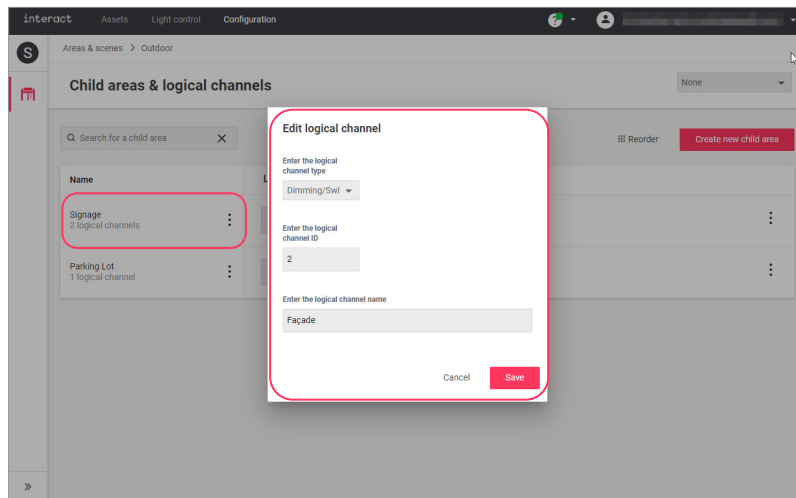 interact Assets Light control Configuration
S
Areas & scenes > Outdoor
Child areas & logical channels
None
Search for a child area
Reorder
Create new child area
Name
L
Signage
2 logical channels
Parking Lot
1 logical channel
Edit logical channel
Enter the logical
channel type
Dimming/Swi
Enter the logical
channel ID
2
Enter the logical channel name
Façade
Cancel
Save